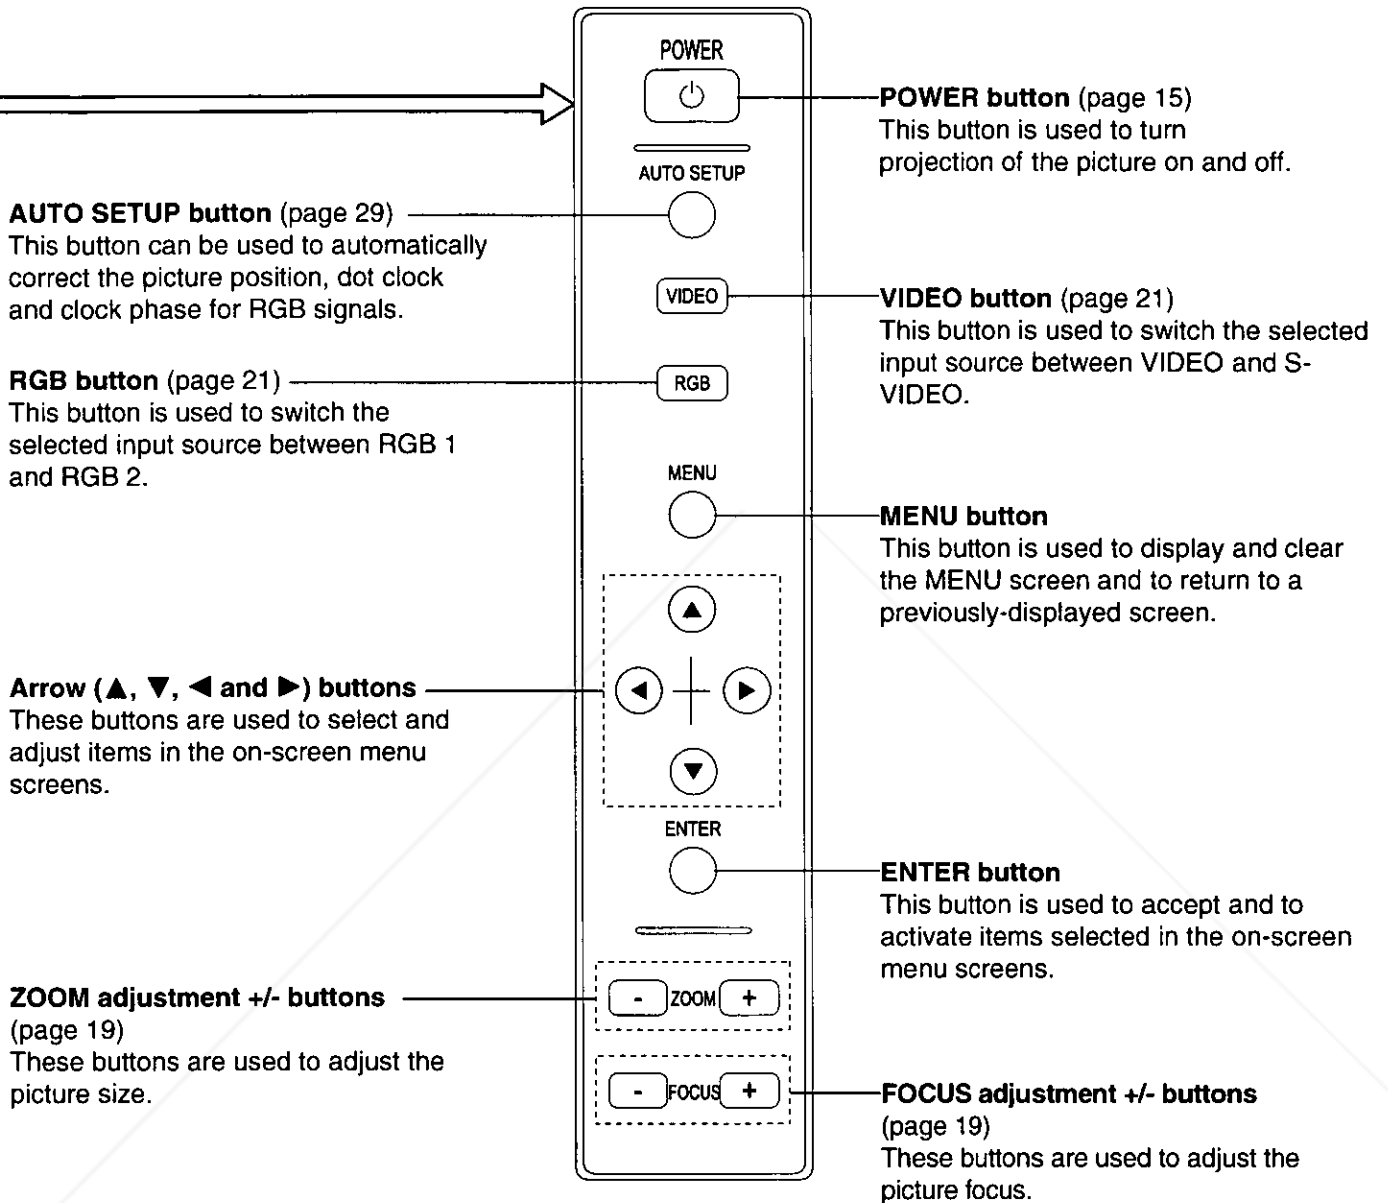 POWER
AUTO SETUP
VIDEO
RGB
MENU
▲
◀ ▶
▼
ENTER
- ZOOM +
- FOCUS +
AUTO SETUP button (page 29)
This button can be used to automatically
correct the picture position, dot clock
and clock phase for RGB signals.
RGB button (page 21)
This button is used to switch the
selected input source between RGB 1
and RGB 2.
Arrow (▲, ▼, ◀ and ▶) buttons
These buttons are used to select and
adjust items in the on-screen menu
screens.
ZOOM adjustment +/- buttons
(page 19)
These buttons are used to adjust the
picture size.
POWER button (page 15)
This button is used to turn
projection of the picture on and off.
VIDEO button (page 21)
This button is used to switch the selected
input source between VIDEO and S-
VIDEO.
MENU button
This button is used to display and clear
the MENU screen and to return to a
previously-displayed screen.
ENTER button
This button is used to accept and to
activate items selected in the on-screen
menu screens.
FOCUS adjustment +/- buttons
(page 19)
These buttons are used to adjust the
picture focus.